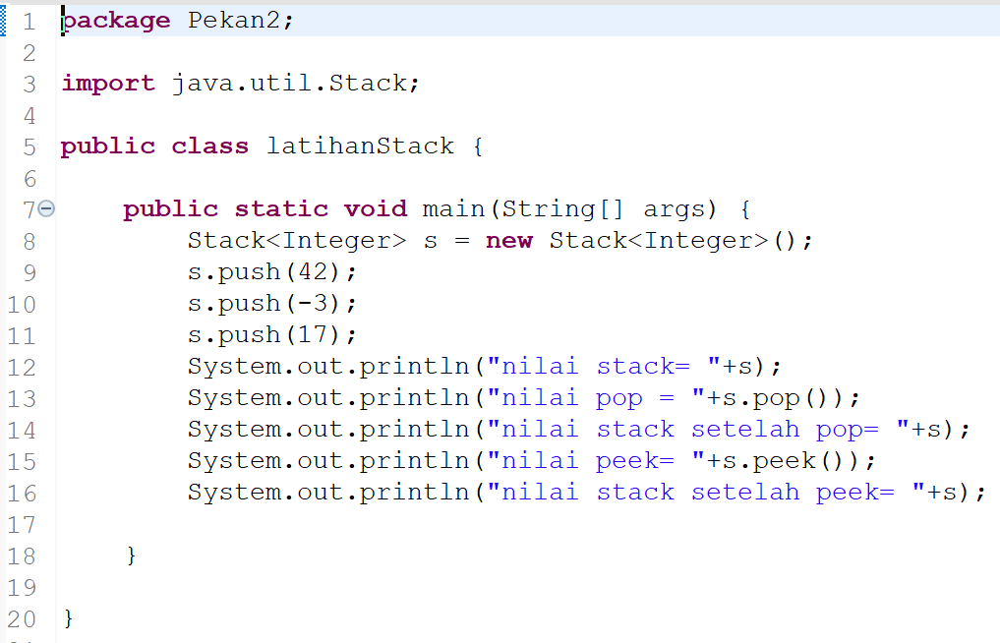 1 package Pekan2;
2
3 import java.util.Stack;
4
5 public class latihanStack {
6
7 public static void main(String[] args) {
8 Stack<Integer> s = new Stack<Integer>();
9 s.push(42);
10 s.push(-3);
11 s.push(17);
12 System.out.println("nilai stack= "+s);
13 System.out.println("nilai pop = "+s.pop());
14 System.out.println("nilai stack setelah pop= "+s);
15 System.out.println("nilai peek= "+s.peek());
16 System.out.println("nilai stack setelah peek= "+s);
17
18 }
19
20 }